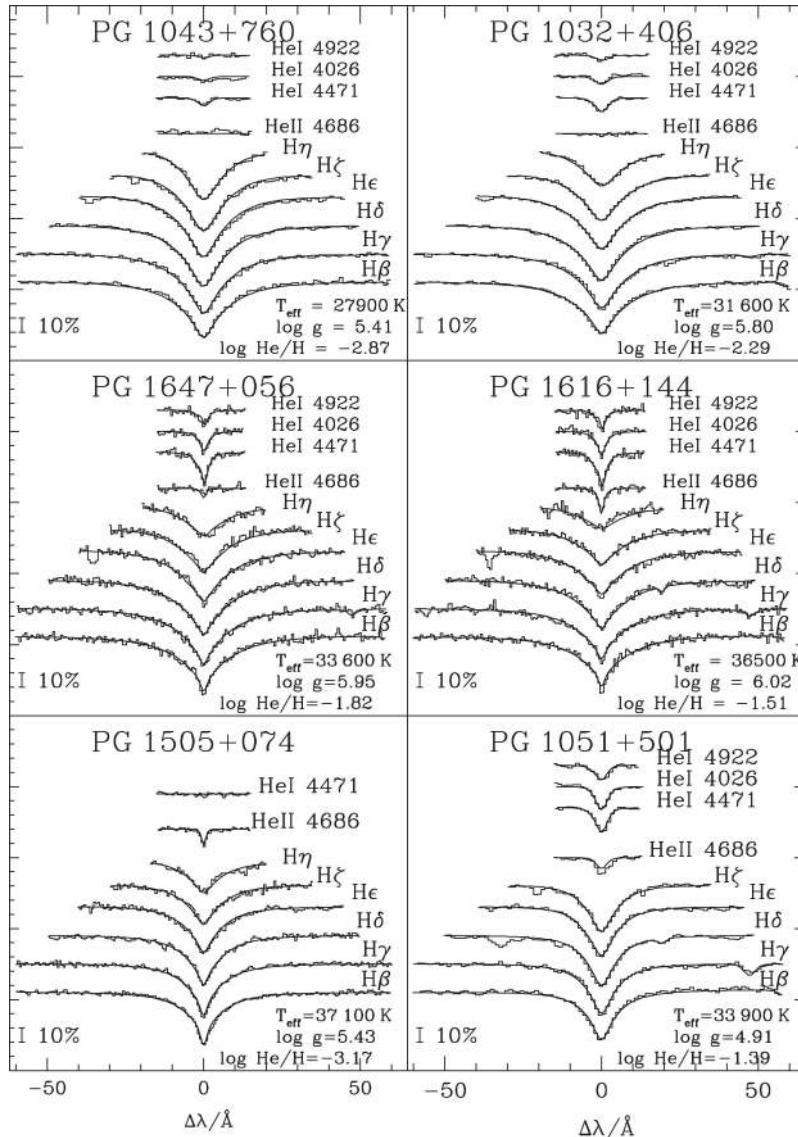 PG 1043+760
HeI 4922
HeI 4026
HeI 4471
HeII 4686
Hη
Hζ
Hϵ
Hδ
Hγ
Hβ
T_eff = 27900 K
log g = 5.41
log He/H = −2.87
I 10%
PG 1032+406
HeI 4922
HeI 4026
HeI 4471
HeII 4686
Hη
Hζ
Hϵ
Hδ
Hγ
Hβ
T_eff=31 600 K
log g=5.80
log He/H=−2.29
I 10%
PG 1647+056
HeI 4922
HeI 4026
HeI 4471
HeII 4686
Hη
Hζ
Hϵ
Hδ
Hγ
Hβ
T_eff=33 600 K
log g=5.95
log He/H=−1.82
I 10%
PG 1616+144
HeI 4922
HeI 4026
HeI 4471
HeII 4686
Hη
Hζ
Hϵ
Hδ
Hγ
Hβ
T_eff = 36500 K
log g = 6.02
log He/H = −1.51
I 10%
PG 1505+074
HeI 4471
HeII 4686
Hη
Hζ
Hϵ
Hδ
Hγ
Hβ
T_eff=37 100 K
log g=5.43
log He/H=−3.17
I 10%
PG 1051+501
HeI 4922
HeI 4026
HeI 4471
HeII 4686
Hζ
Hϵ
Hδ
Hγ
Hβ
T_eff=33 900 K
log g=4.91
log He/H=−1.39
I 10%
−50 0 50
−50 0 50
Δλ/Å
Δλ/Å